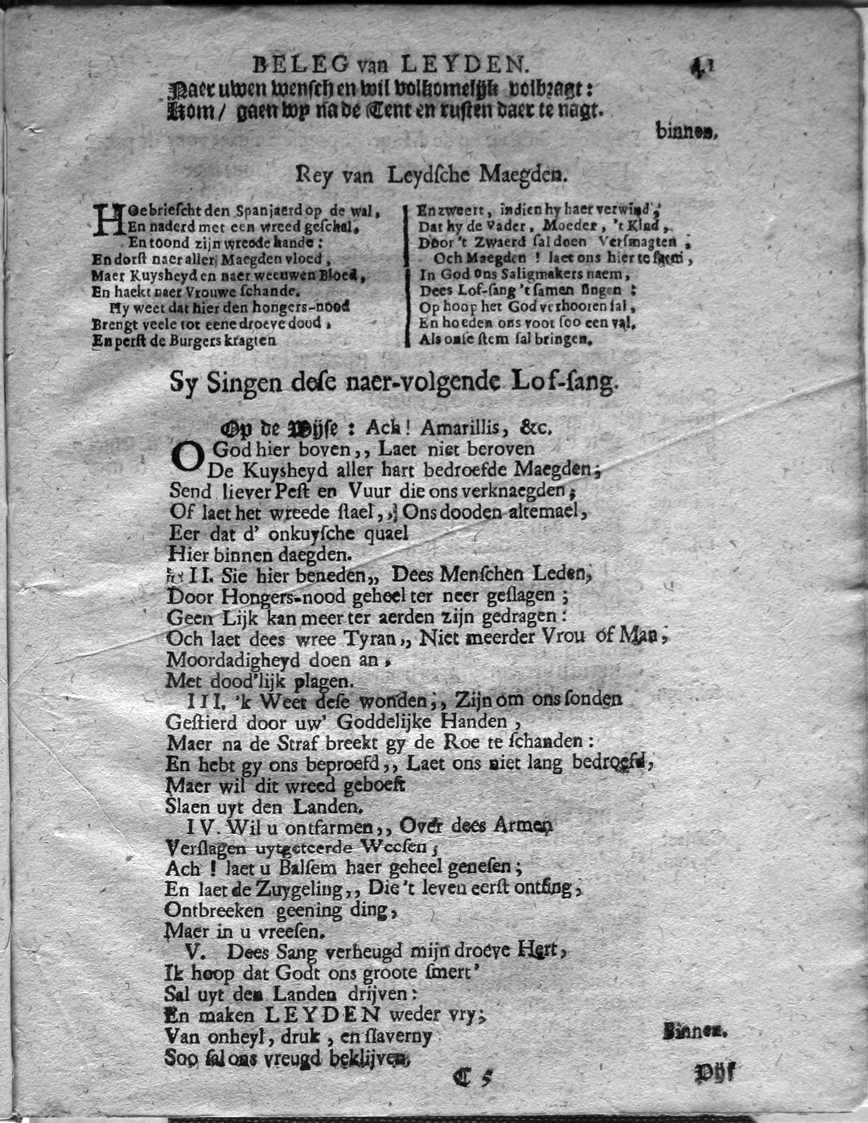 BELEG van LEYDEN. 41
Naer uwen wensch en wil volkomelijk volbragt:
Kom/ gaen wy na de Tent en rusten daer te nagt.
binnen.
Rey van Leydſche Maegden.
HOe brieſcht den Spanjaerd op de wal,
En naderd met een wreed geſchal,
En toond zijn wreede hande:
En dorſt naer aller Maegden vloed,
Maer Kuysheyd en naer weeuwen Bloed,
En haekt naer Vrouwe ſchande.
Hy weet dat hier den hongers-nood
Brengt veele tot eene droeve dood,
En perſt de Burgers kragten
En zweert, indien hy haer verwind,
Dat hy de Vader, Moeder, 't Kind,
Door 't Zwaerd ſal doen Verſmagten;
Och Maegden! laet ons hier te ſaem,
In God ons Saligmakers naem,
Dees Lof-ſang 't ſamen ſingen:
Op hoop het God verhooren ſal,
En hoeden ons voor ſoo een val,
Als onſe ſtem ſal bringen.
Sy Singen deſe naer-volgende Lof-ſang.
Op de Wijſe: Ach! Amarillis, &c.
O God hier boven,, Laet niet beroven
De Kuysheyd aller hart bedroefde Maegden;
Send liever Peſt en Vuur die ons verknaegden;
Of laet het wreede ſtael,, Ons dooden altemael,
Eer dat d' onkuyſche quael
Hier binnen daegden.
II. Sie hier beneden,, Dees Menſchen Leden,
Door Hongers-nood geheel ter neer geſlagen;
Geen Lijk kan meer ter aerden zijn gedragen:
Och laet dees wree Tyran,, Niet meerder Vrou of Man,
Moordadigheyd doen an,
Met dood'lijk plagen.
III. 'k Weet deſe wonden,, Zijn om ons ſonden
Geſtierd door uw' Goddelijke Handen,
Maer na de Straf breekt gy de Roe te ſchanden:
En hebt gy ons beproefd,, Laet ons niet lang bedroefd,
Maer wil dit wreed geboeft
Slaen uyt den Landen.
IV. Wil u ontfarmen,, Over dees Armen
Verſlagen uytgeteerde Weeſen;
Ach! laet u Balſem haer geheel geneſen;
En laet de Zuygeling,, Die 't leven eerſt ontfing,
Ontbreeken geening ding,
Maer in u vreeſen.
V. Dees Sang verheugd mijn droeve Hert,
Ik hoop dat Godt ons groote ſmert'
Sal uyt den Landen drijven:
En maken LEYDEN weder vry;
Van onheyl, druk, en ſlaverny
Soo ſal ons vreugd beklijven.
Binnen.
C 5
Dijf